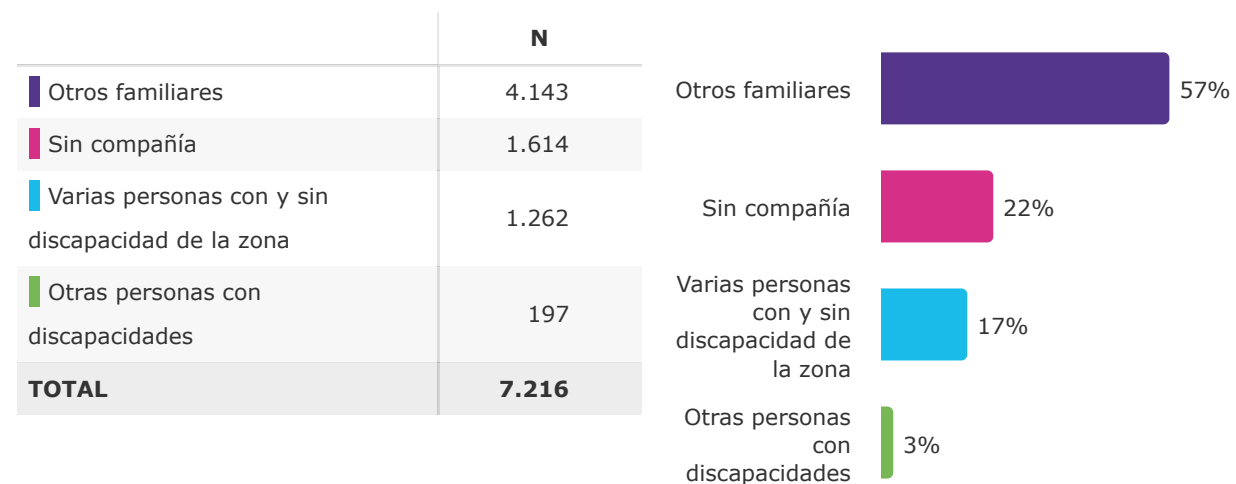 N
Otros familiares 4.143
Sin compañía 1.614
Varias personas con y sin
discapacidad de la zona
1.262
Otras personas con
discapacidades
197
TOTAL 7.216
Otros familiares 57%
Sin compañía 22%
Varias personas
con y sin
discapacidad de
la zona
17%
Otras personas
con
discapacidades
3%